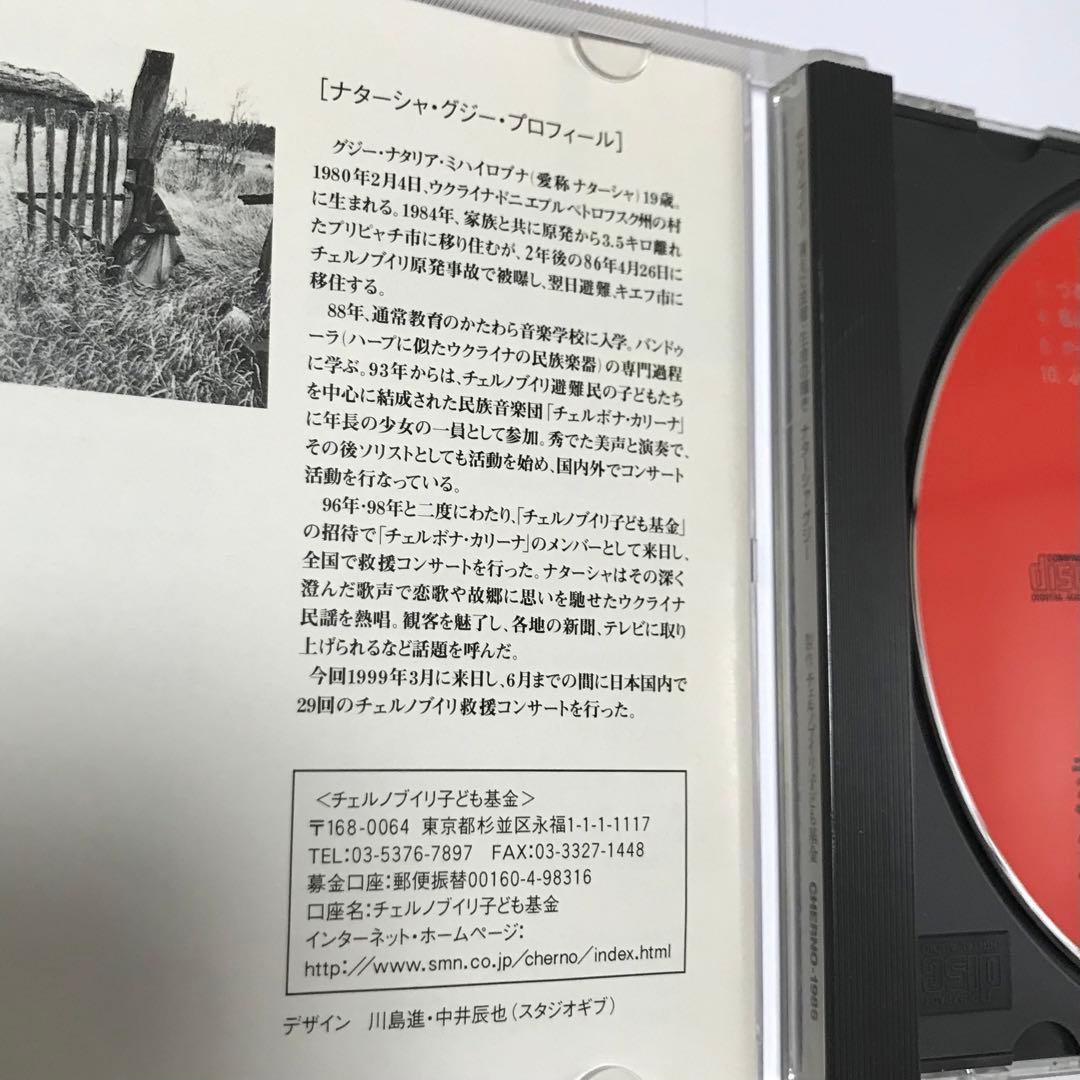 [ナターシャ・グジー・プロフィール]
グジー・ナタリア・ミハイロブナ(愛称 ナターシャ)19歳。
1980年2月4日、ウクライナ・ドニエプルペトロフスク州の村
に生まれる。1984年、家族と共に原発から3.5キロ離れ
たプリピャチ市に移り住むが、2年後の86年4月26日に
チェルノブイリ原発事故で被曝し、翌日避難、キエフ市に
移住する。
88年、通常教育のかたわら音楽学校に入学。バンドゥ
ーラ(ハープに似たウクライナの民族楽器)の専門過程
に学ぶ。93年からは、チェルノブイリ避難民の子どもたち
を中心に結成された民族音楽団「チェルボナ・カリーナ」
に年長の少女の一員として参加。秀でた美声と演奏で、
その後ソリストとしても活動を始め、国内外でコンサート
活動を行なっている。
96年・98年と二度にわたり、「チェルノブイリ子ども基金」
の招待で「チェルボナ・カリーナ」のメンバーとして来日し、
全国で救援コンサートを行った。ナターシャはその深く
澄んだ歌声で恋歌や故郷に思いを馳せたウクライナ
民謡を熱唱。観客を魅了し、各地の新聞、テレビに取り
上げられるなど話題を呼んだ。
今回1999年3月に来日し、6月までの間に日本国内で
29回のチェルノブイリ救援コンサートを行った。
<チェルノブイリ子ども基金>
〒168-0064 東京都杉並区永福1-1-1-1117
TEL:03-5376-7897 FAX:03-3327-1448
募金口座:郵便振替00160-4-98316
口座名:チェルノブイリ子ども基金
インターネット・ホームページ:
http://www.smn.co.jp/cherno/index.html
デザイン 川島進・中井辰也(スタジオギブ)
ナターシャ・グジー
チェルノブイリ子ども基金 CHERNO-1986
10.